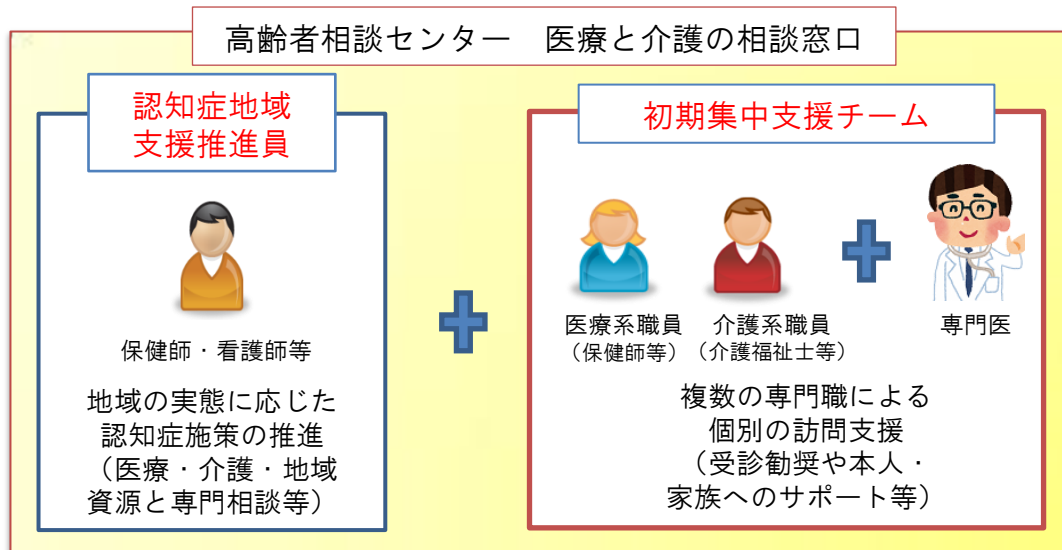 高齢者相談センター　医療と介護の相談窓口
認知症地域
支援推進員
保健師・看護師等
地域の実態に応じた
認知症施策の推進
（医療・介護・地域
資源と専門相談等）
初期集中支援チーム
医療系職員
（保健師等）
介護系職員
（介護福祉士等）
専門医
複数の専門職による
個別の訪問支援
（受診勧奨や本人・
家族へのサポート等）